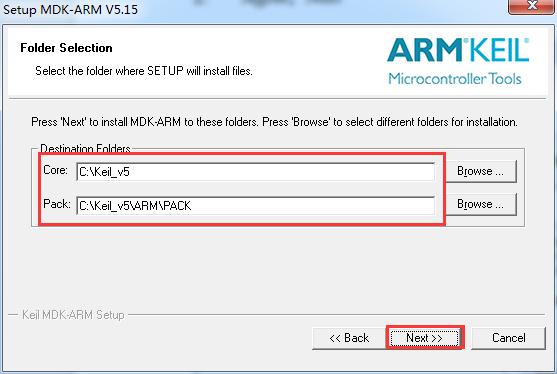 Setup MDK-ARM V5.15
Folder Selection
Select the folder where SETUP will install files.
ARM®KEIL®
Microcontroller Tools
Press 'Next' to install MDK-ARM to these folders. Press 'Browse' to select different folders for installation.
Destination Folders
Core: C:\Keil_v5 Browse ...
Pack: C:\Keil_v5\ARM\PACK Browse ...
Keil MDK-ARM Setup
<< Back Next >> Cancel